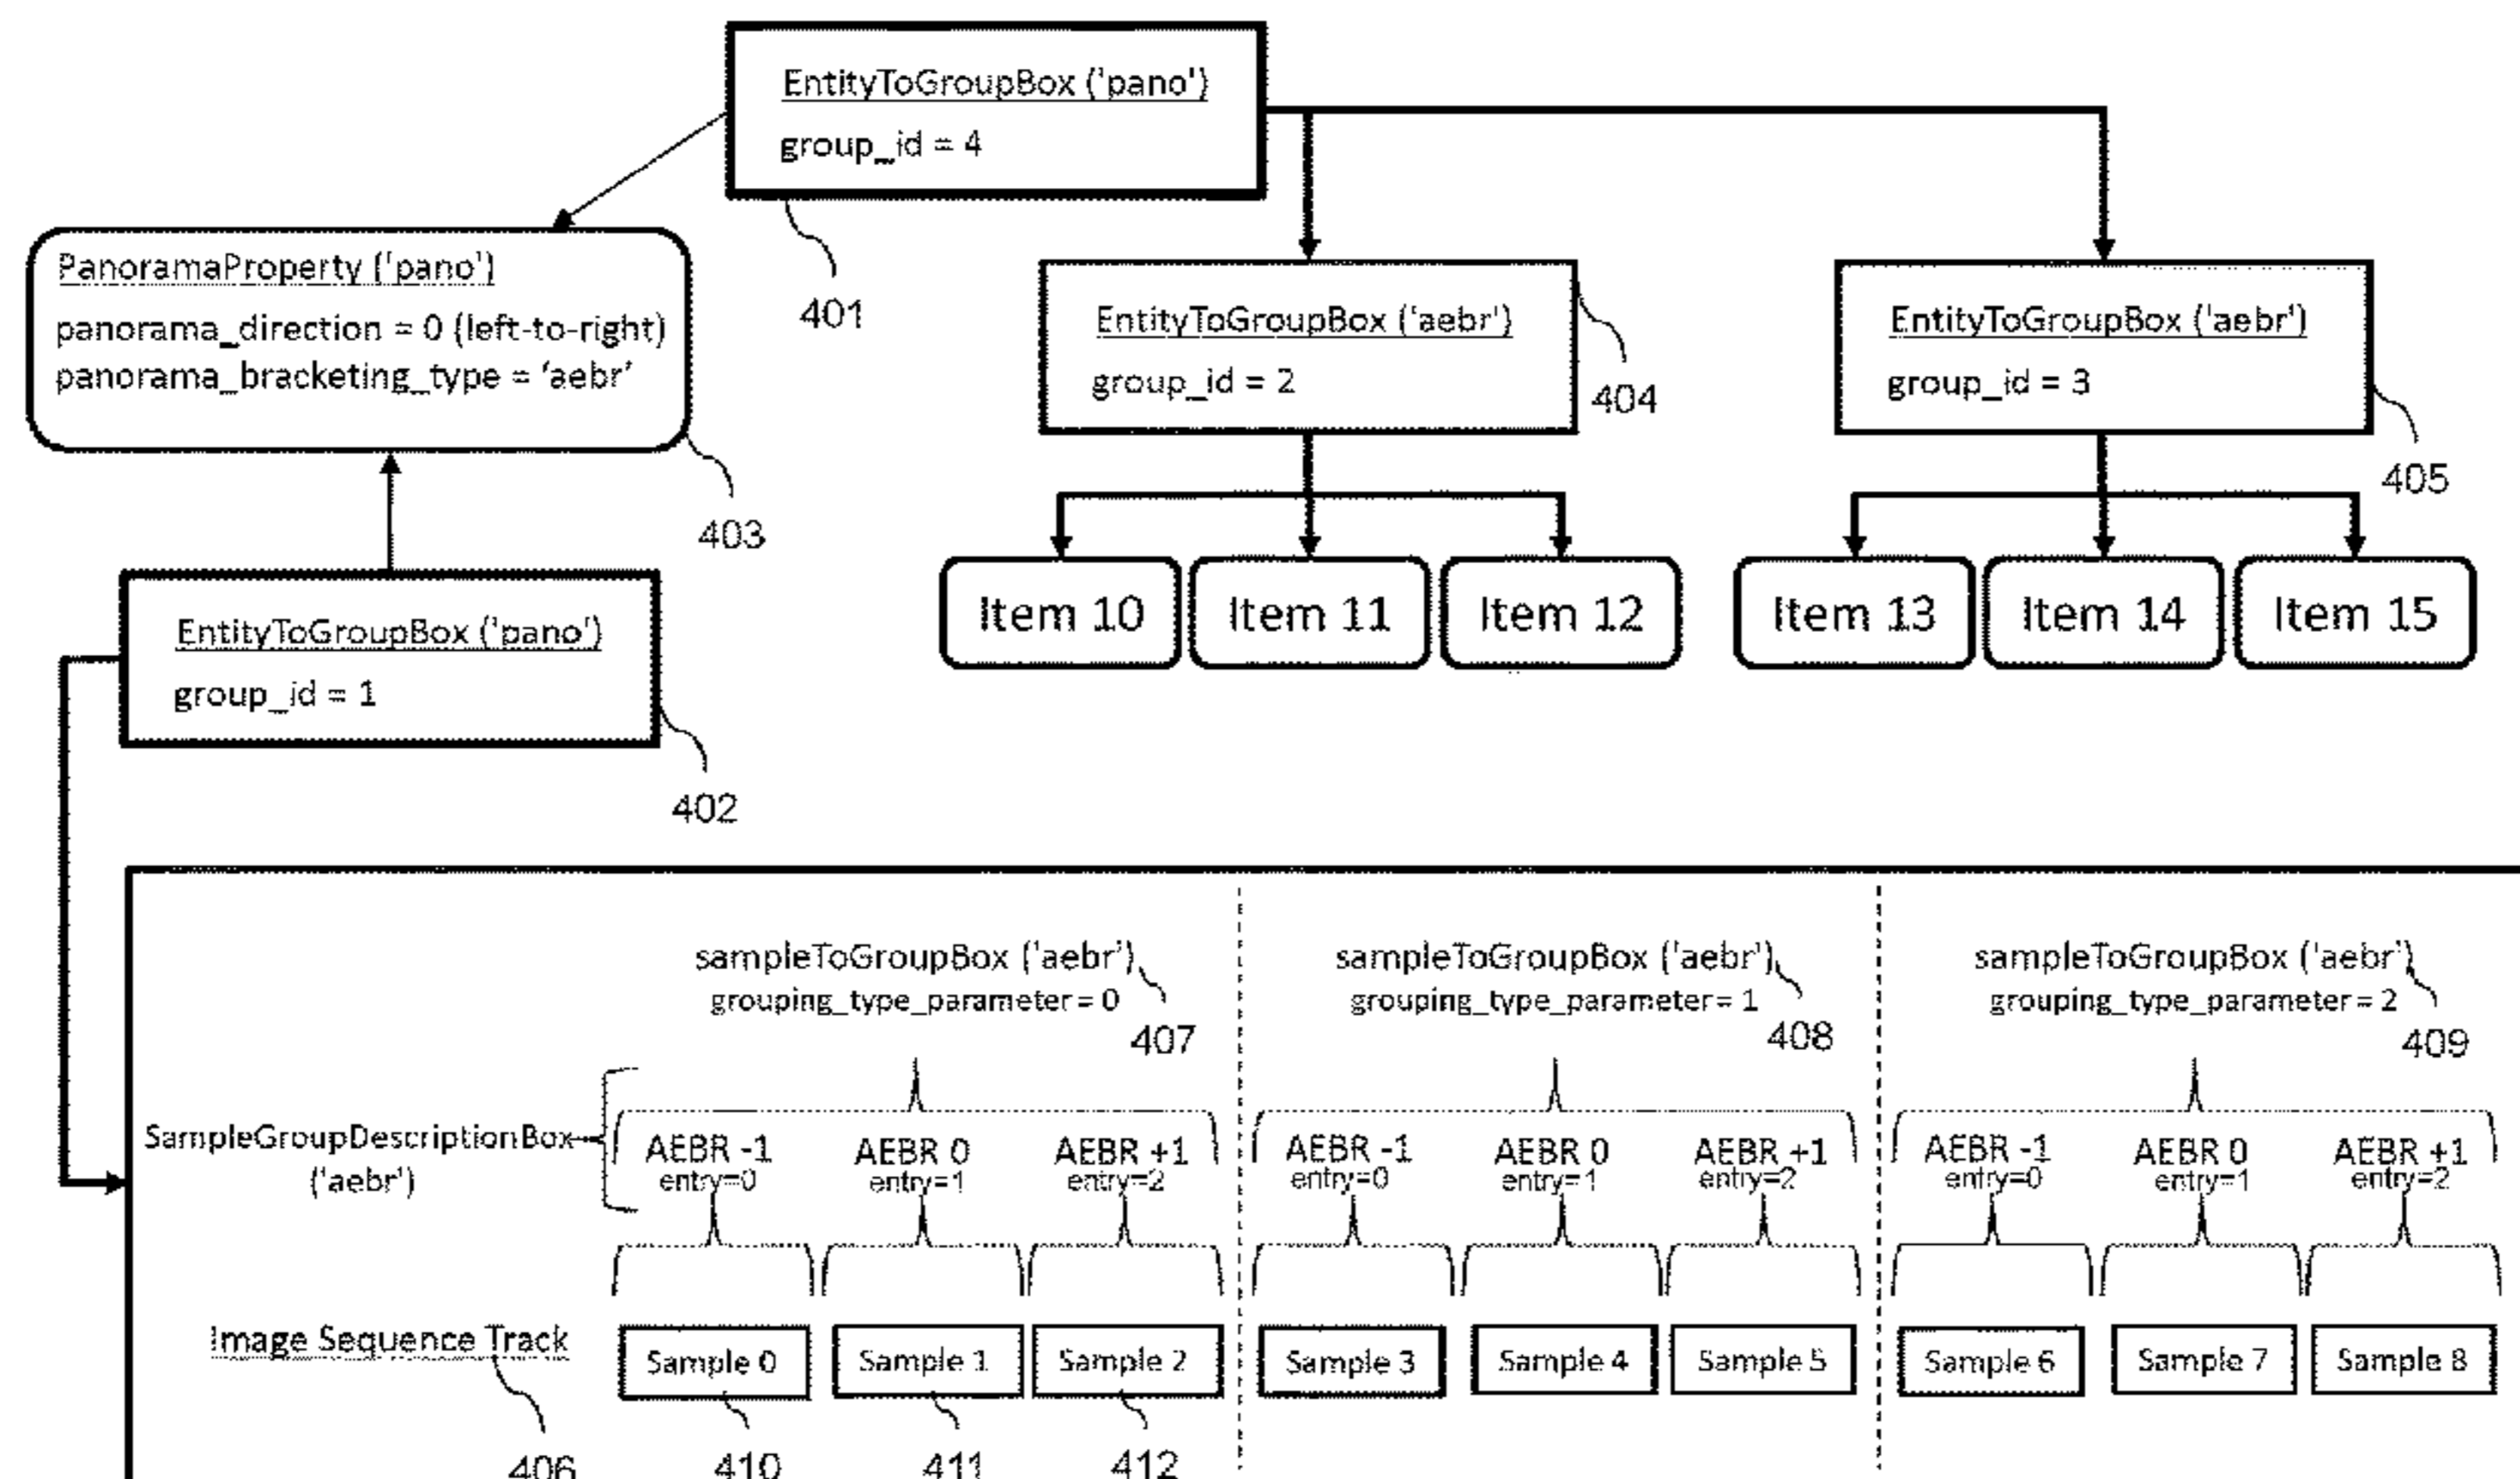 EntityToGroupBox ('pano')
group_id = 4
401
PanoramaProperty ('pano')
panorama_direction = 0 (left-to-right)
panorama_bracketing_type = 'aebr'
403
EntityToGroupBox ('aebr')
group_id = 2
404
EntityToGroupBox ('aebr')
group_id = 3
405
Item 10
Item 11
Item 12
Item 13
Item 14
Item 15
EntityToGroupBox ('pano')
group_id = 1
402
sampleToGroupBox ('aebr')
grouping_type_parameter = 0
407
sampleToGroupBox ('aebr')
grouping_type_parameter = 1
408
sampleToGroupBox ('aebr')
grouping_type_parameter = 2
409
SampleGroupDescriptionBox
('aebr')
AEBR -1
entry=0
AEBR 0
entry=1
AEBR +1
entry=2
AEBR -1
entry=0
AEBR 0
entry=1
AEBR +1
entry=2
AEBR -1
entry=0
AEBR 0
entry=1
AEBR +1
entry=2
Image Sequence Track
Sample 0
Sample 1
Sample 2
Sample 3
Sample 4
Sample 5
Sample 6
Sample 7
Sample 8
406
410
411
412